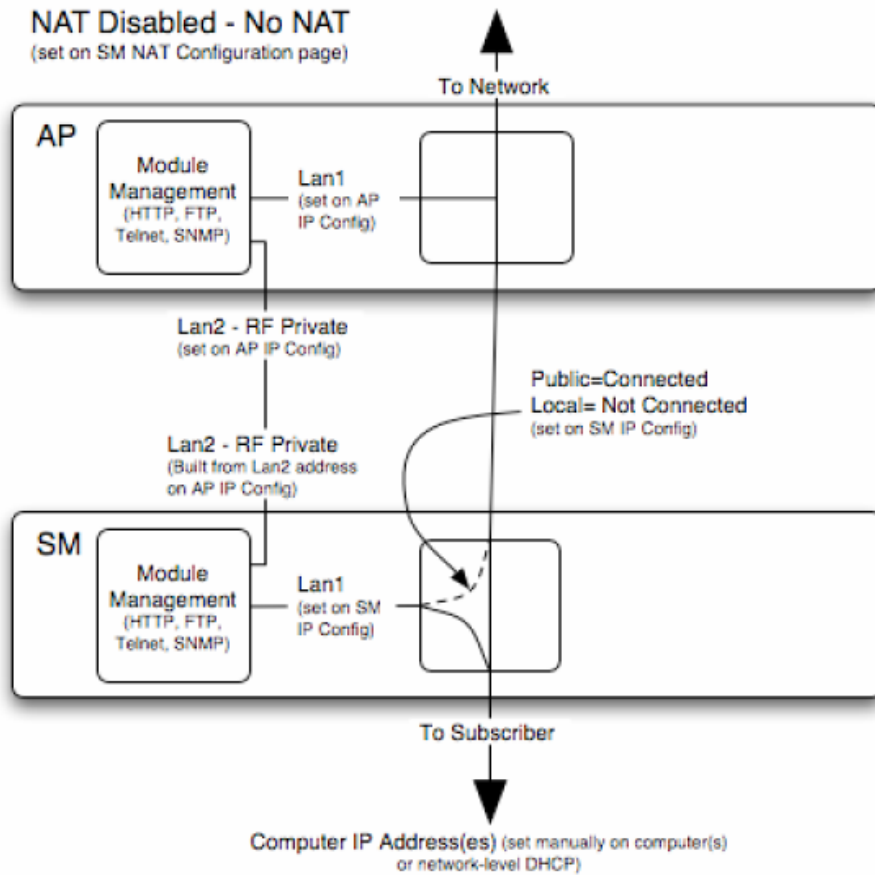 NAT Disabled - No NAT
(set on SM NAT Configuration page)
To Network
AP
Module
Management
(HTTP, FTP,
Telnet, SNMP)
Lan1
(set on AP
IP Config)
Lan2 - RF Private
(set on AP IP Config)
Public=Connected
Local= Not Connected
(set on SM IP Config)
Lan2 - RF Private
(Built from Lan2 address
on AP IP Config)
SM
Module
Management
(HTTP, FTP,
Telnet, SNMP)
Lan1
(set on SM
IP Config)
To Subscriber
Computer IP Address(es) (set manually on computer(s)
or network-level DHCP)